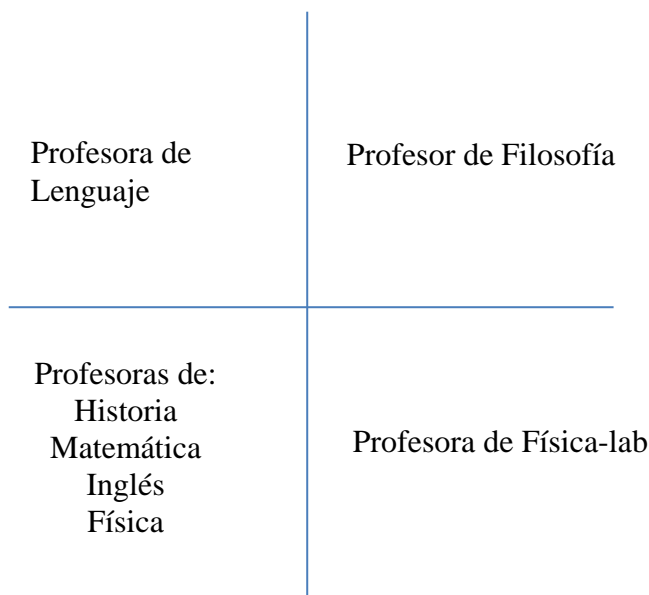 Profesora de
Lenguaje
Profesor de Filosofía
Profesoras de:
Historia
Matemática
Inglés
Física
Profesora de Física-lab